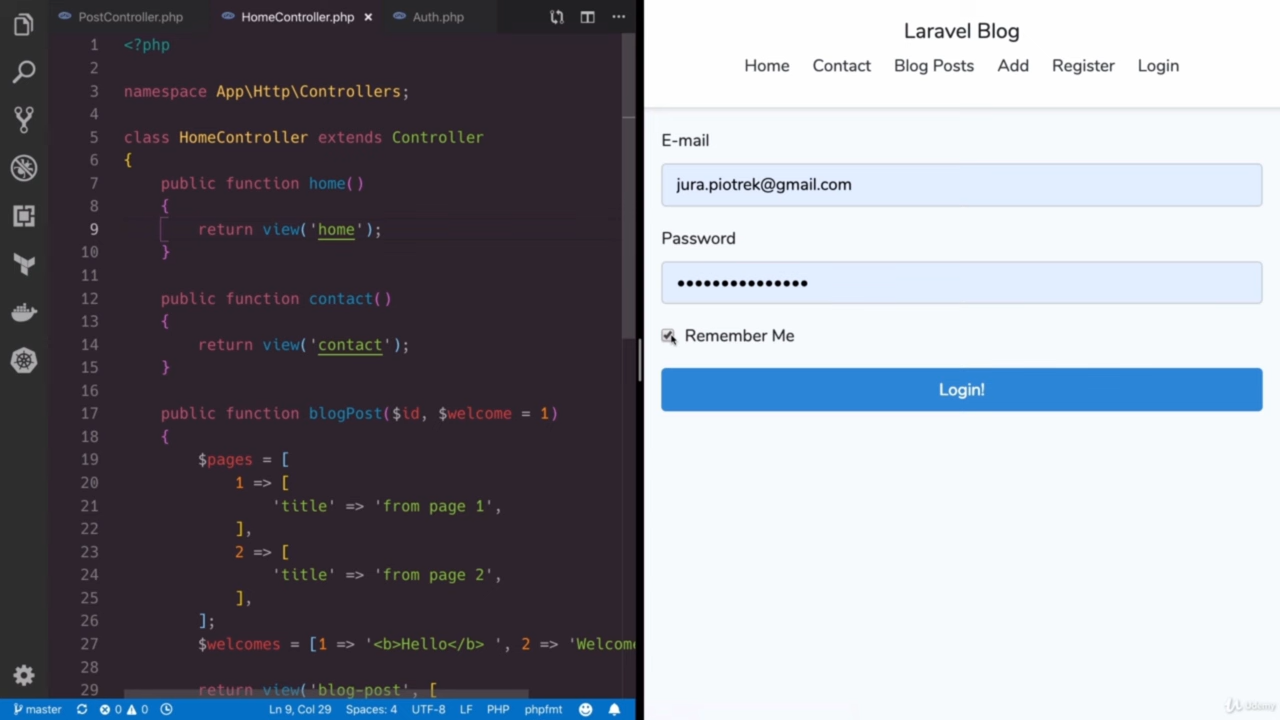 PostController.php
HomeController.php
Auth.php
1 <?php
2
3 namespace App\Http\Controllers;
4
5 class HomeController extends Controller
6 {
7 public function home()
8 {
9 return view('home');
10 }
11
12 public function contact()
13 {
14 return view('contact');
15 }
16
17 public function blogPost($id, $welcome = 1)
18 {
19 $pages = [
20 1 => [
21 'title' => 'from page 1',
22 ],
23 2 => [
24 'title' => 'from page 2',
25 ],
26 ];
27 $welcomes = [1 => '<b>Hello</b> ', 2 => 'Welcome
28
29 return view('blog-post', [
master
0
0
Ln 9, Col 29
Spaces: 4
UTF-8
LF
PHP
phpfmt
Laravel Blog
Home Contact Blog Posts Add Register Login
E-mail
jura.piotrek@gmail.com
Password
•••••••••••••••
Remember Me
Login!
Udemy